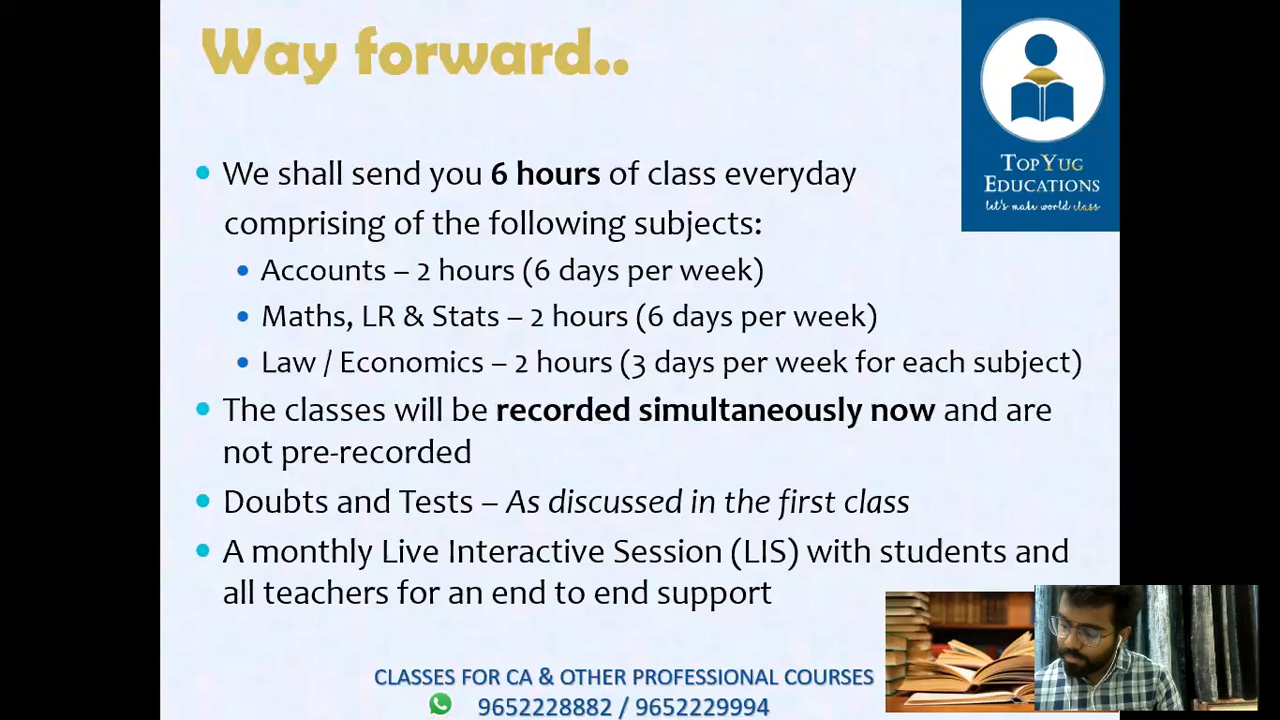 Way forward..
TOPYUG
EDUCATIONS
let's make world class
• We shall send you 6 hours of class everyday
comprising of the following subjects:
• Accounts – 2 hours (6 days per week)
• Maths, LR & Stats – 2 hours (6 days per week)
• Law / Economics – 2 hours (3 days per week for each subject)
• The classes will be recorded simultaneously now and are
not pre-recorded
• Doubts and Tests – As discussed in the first class
• A monthly Live Interactive Session (LIS) with students and
all teachers for an end to end support
CLASSES FOR CA & OTHER PROFESSIONAL COURSES
9652228882 / 9652229994